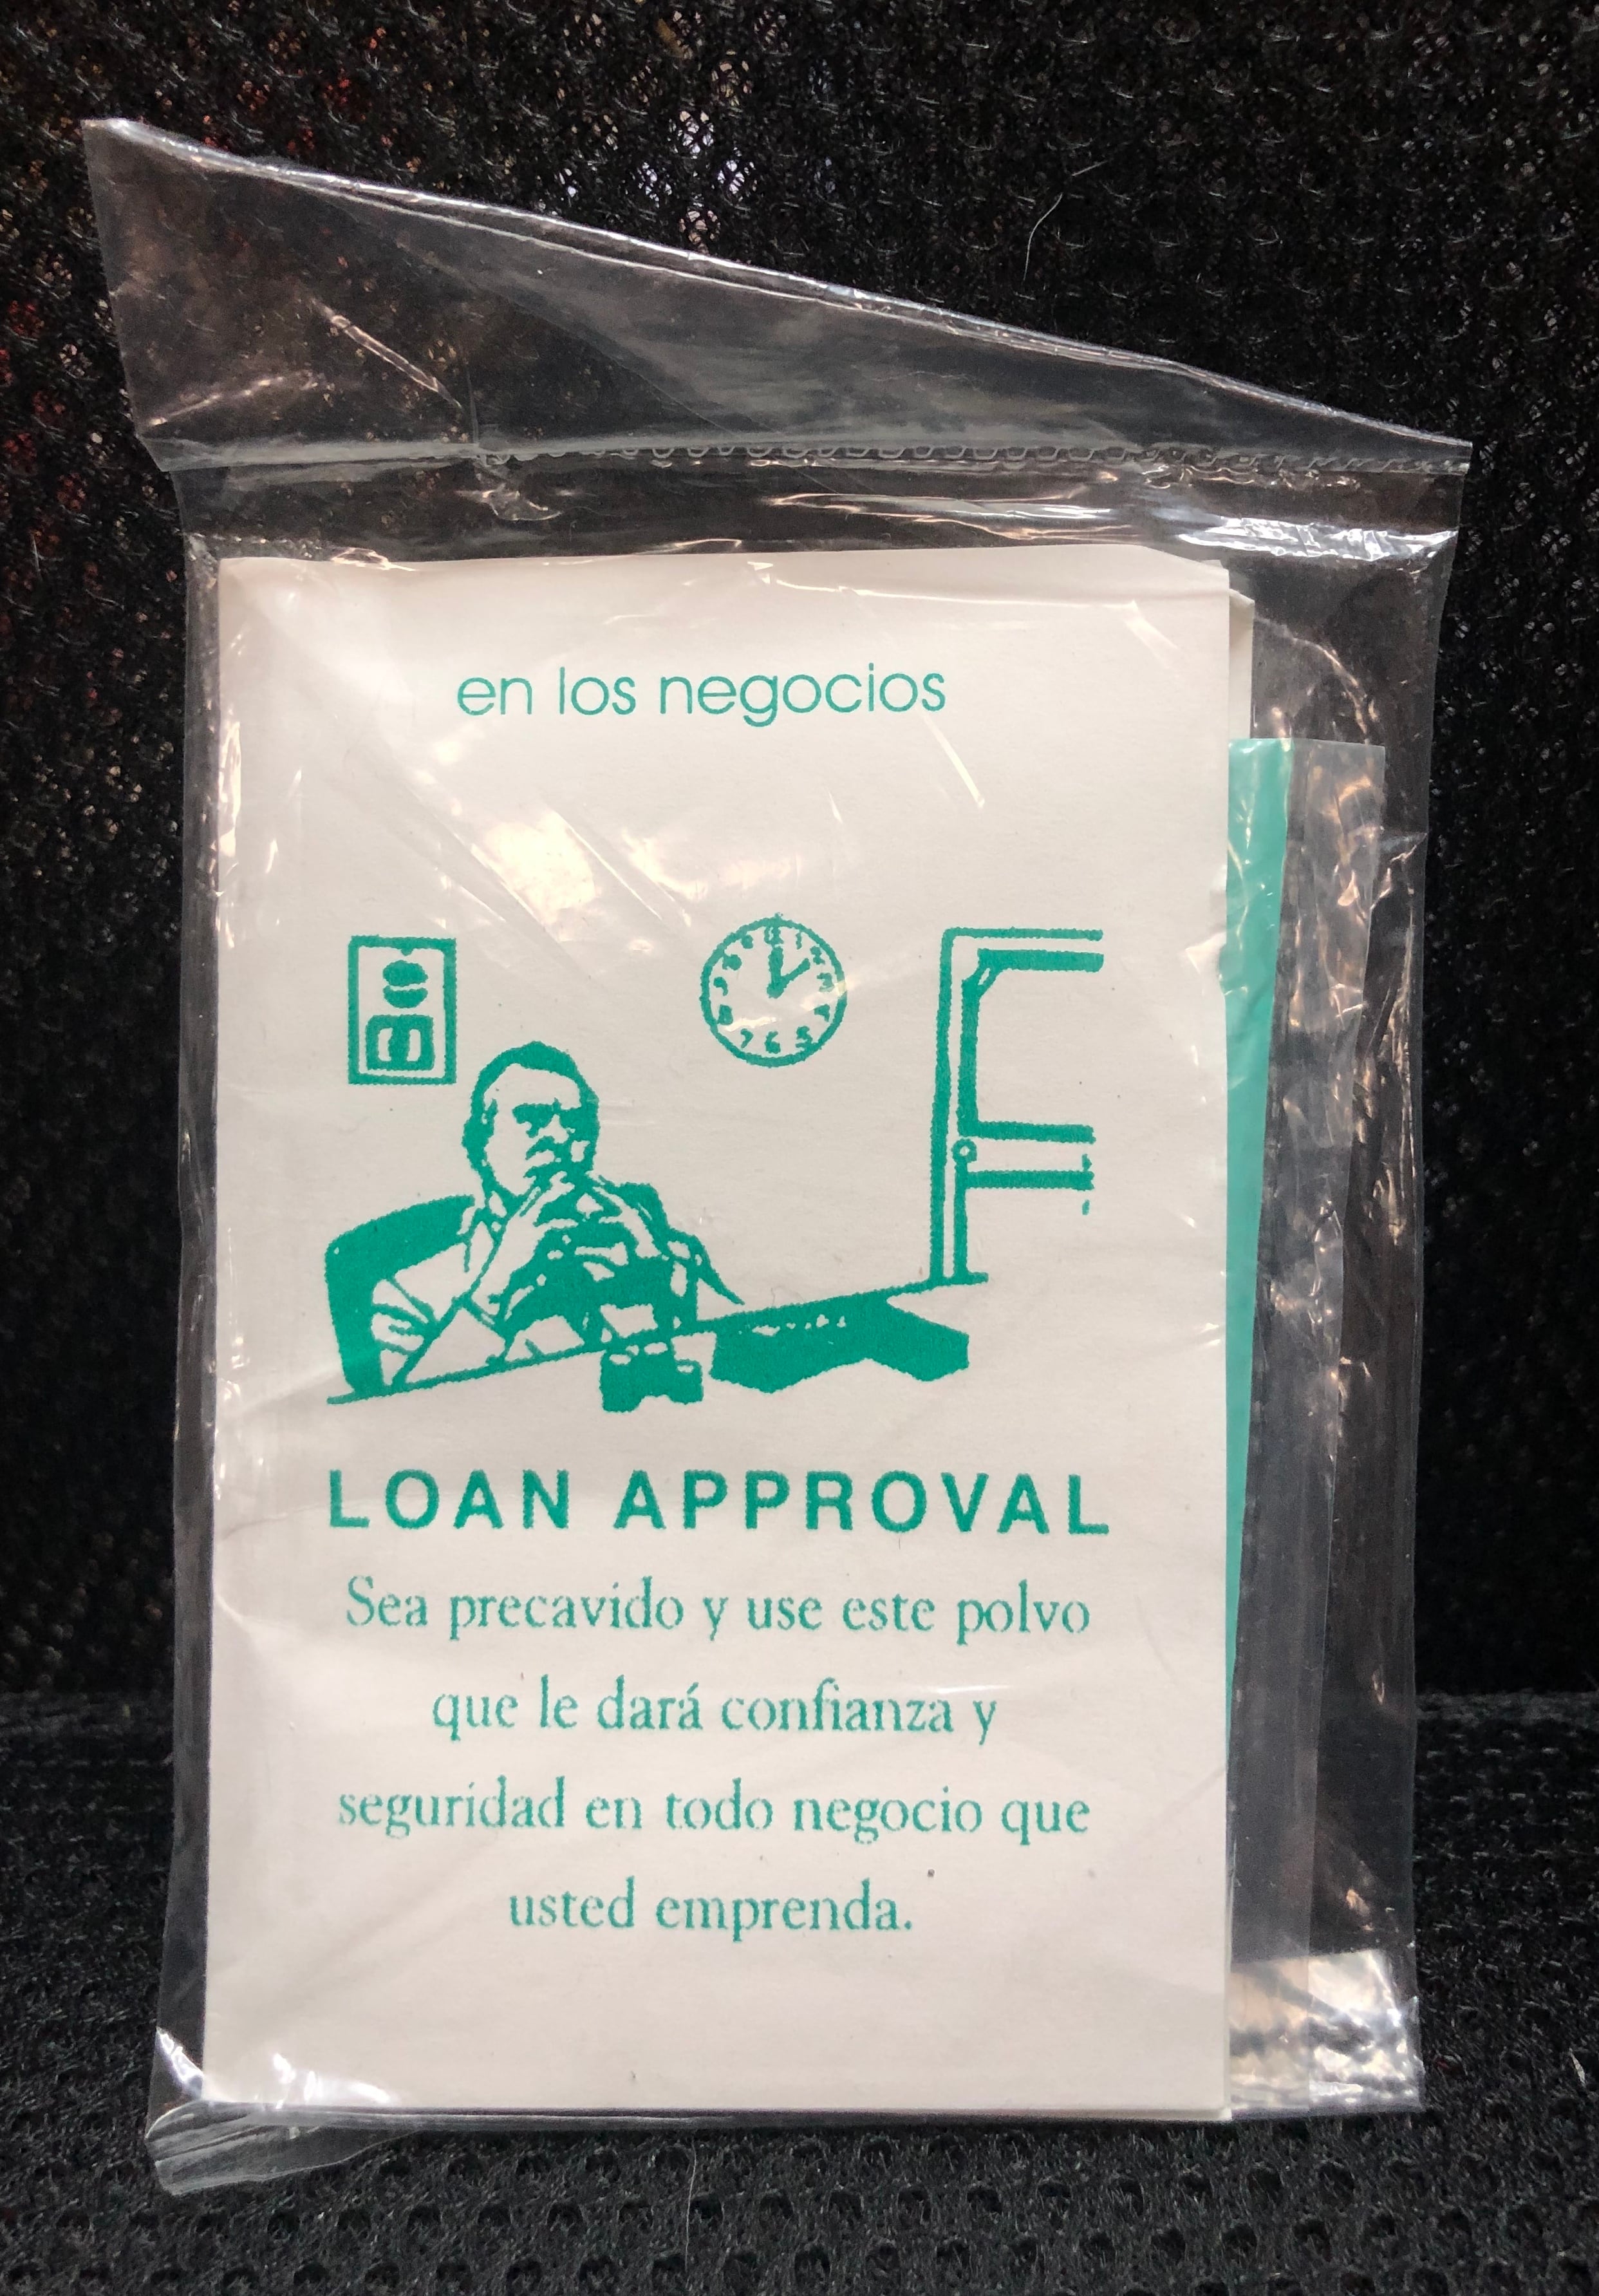 en los negocios
LOAN APPROVAL
Sea precavido y use este polvo
que le dará confianza y
seguridad en todo negocio que
usted emprenda.